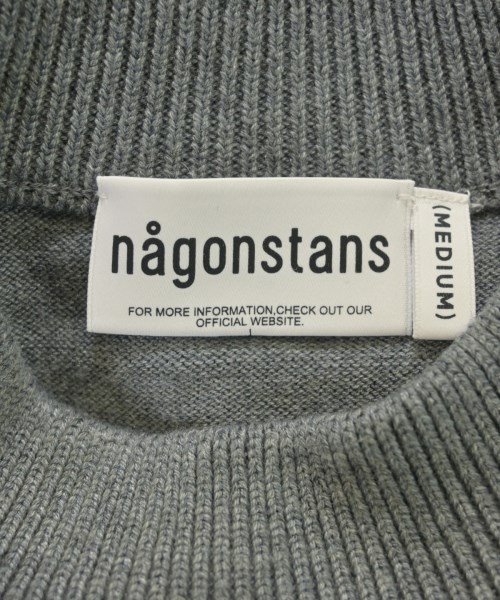 någonstans
FOR MORE INFORMATION,CHECK OUT OUR
OFFICIAL WEBSITE.
(MEDIUM)